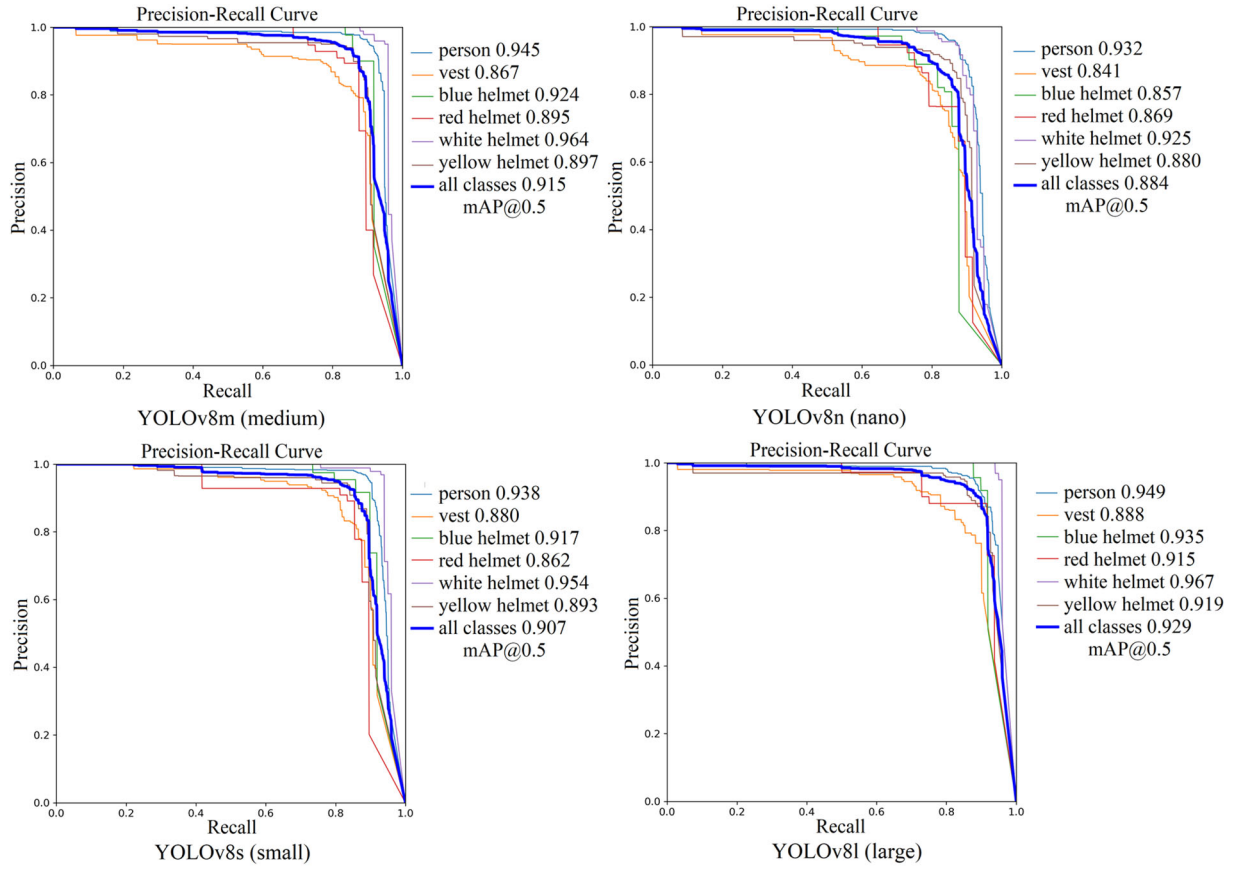 Precision-Recall Curve
1.0
0.8
0.6
0.4
0.2
0.0
Precision
0.0 0.2 0.4 0.6 0.8 1.0
Recall
person 0.945
vest 0.867
blue helmet 0.924
red helmet 0.895
white helmet 0.964
yellow helmet 0.897
all classes 0.915
mAP@0.5
YOLOv8m (medium)
Precision-Recall Curve
1.0
0.8
0.6
0.4
0.2
0.0
Precision
0.0 0.2 0.4 0.6 0.8 1.0
Recall
person 0.932
vest 0.841
blue helmet 0.857
red helmet 0.869
white helmet 0.925
yellow helmet 0.880
all classes 0.884
mAP@0.5
YOLOv8n (nano)
Precision-Recall Curve
1.0
0.8
0.6
0.4
0.2
0.0
Precision
0.0 0.2 0.4 0.6 0.8 1.0
Recall
person 0.938
vest 0.880
blue helmet 0.917
red helmet 0.862
white helmet 0.954
yellow helmet 0.893
all classes 0.907
mAP@0.5
YOLOv8s (small)
Precision-Recall Curve
1.0
0.8
0.6
0.4
0.2
0.0
Precision
0.0 0.2 0.4 0.6 0.8 1.0
Recall
person 0.949
vest 0.888
blue helmet 0.935
red helmet 0.915
white helmet 0.967
yellow helmet 0.919
all classes 0.929
mAP@0.5
YOLOv8l (large)